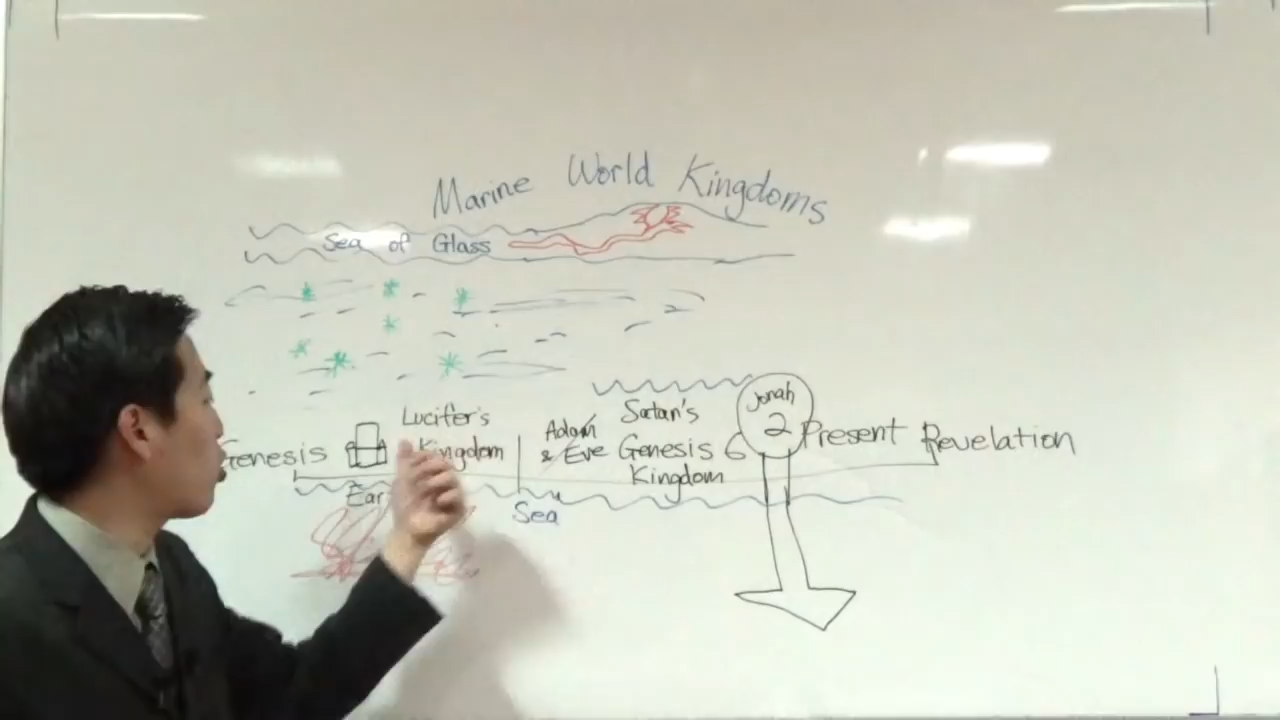 Marine World Kingdoms
Sea of Glass
Genesis
Lucifer's
Kingdom
Adam
& Eve
Satan's
Genesis 6
Kingdom
Jonah
2
Present
Revelation
Ear
Sea